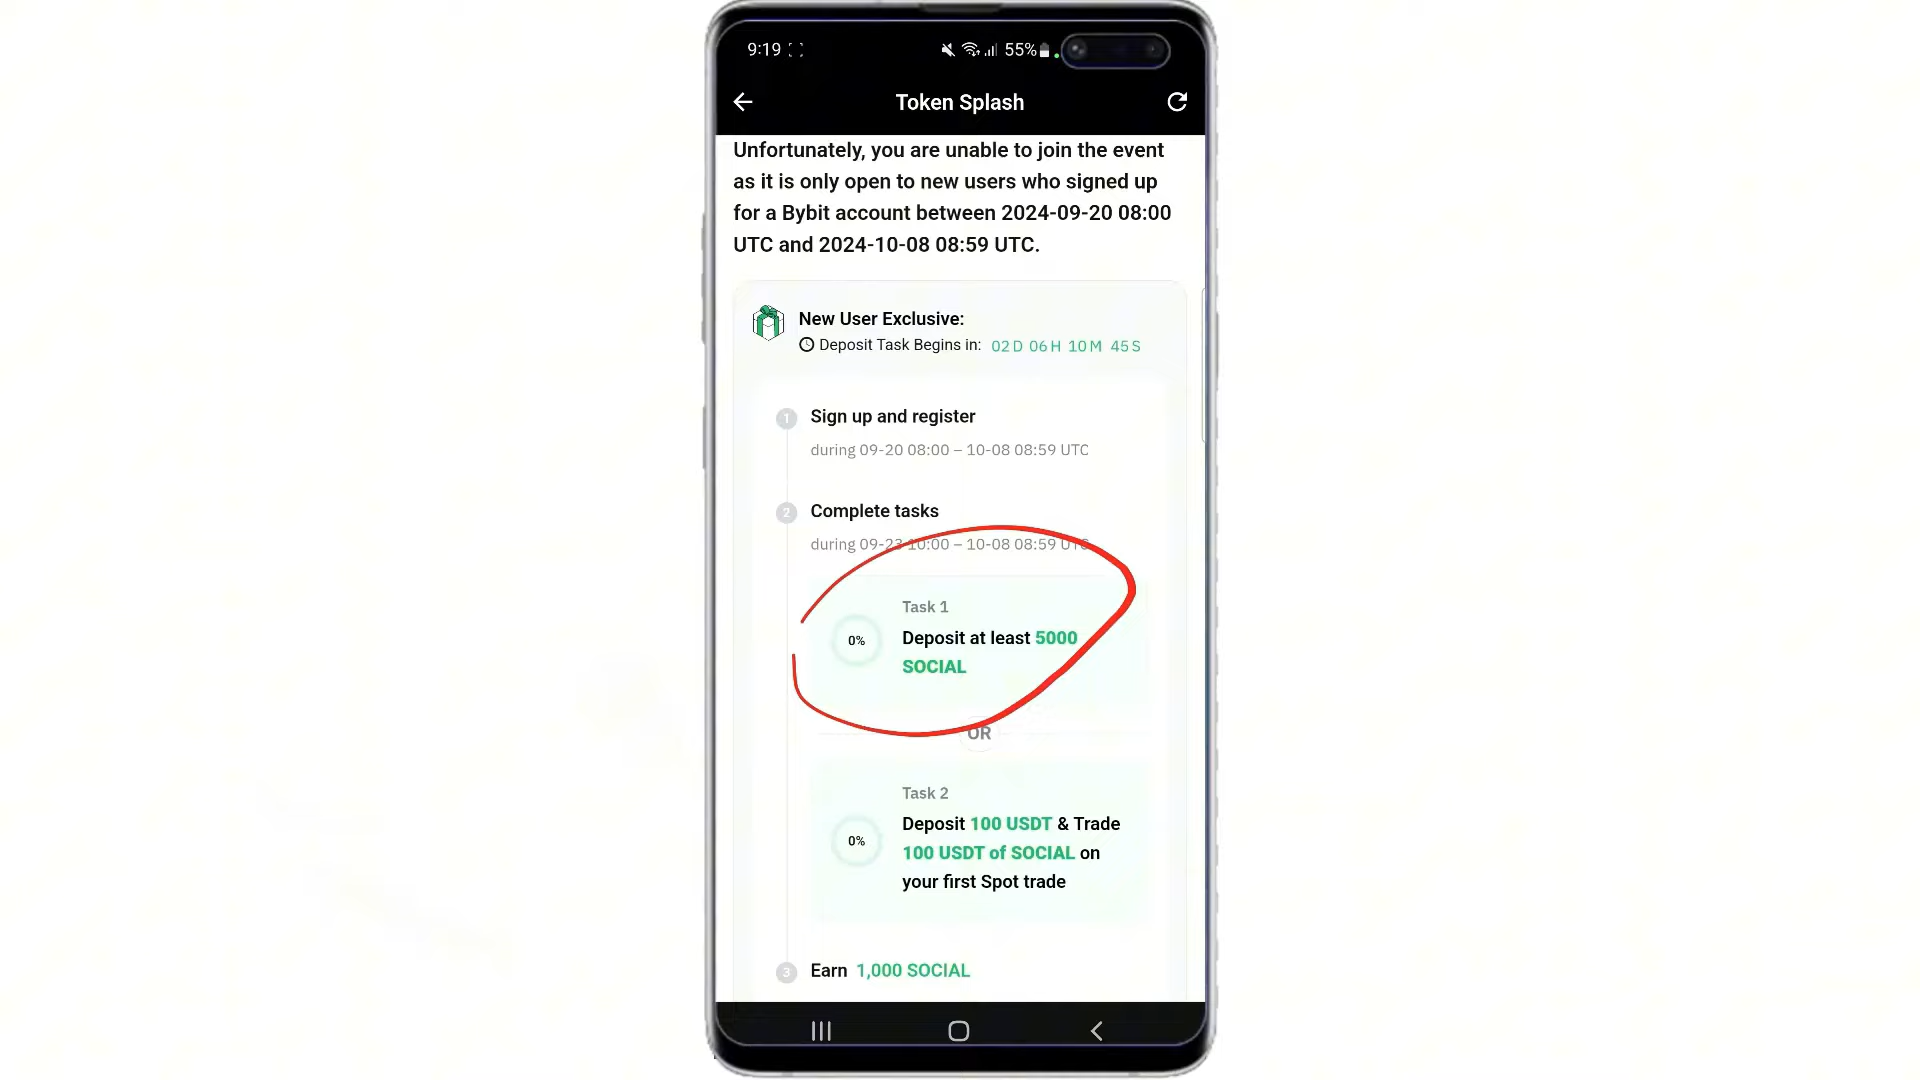 9:19
55%
Token Splash
Unfortunately, you are unable to join the event
as it is only open to new users who signed up
for a Bybit account between 2024-09-20 08:00
UTC and 2024-10-08 08:59 UTC.
New User Exclusive:
Deposit Task Begins in: 02D 06H 10M 45S
1 Sign up and register
during 09-20 08:00 – 10-08 08:59 UTC
2 Complete tasks
during 09-23 10:00 – 10-08 08:59 UTC
Task 1
0%
Deposit at least 5000
SOCIAL
OR
Task 2
Deposit 100 USDT & Trade
0%
100 USDT of SOCIAL on
your first Spot trade
3 Earn 1,000 SOCIAL